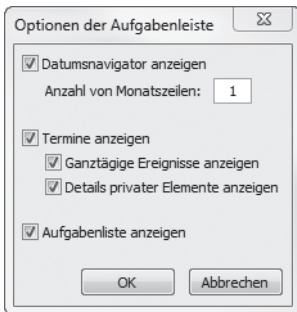 Optionen der Aufgabenleiste
Datumsnavigator anzeigen
Anzahl von Monatszeilen: 1
Termine anzeigen
Ganztägige Ereignisse anzeigen
Details privater Elemente anzeigen
Aufgabenliste anzeigen
OK Abbrechen